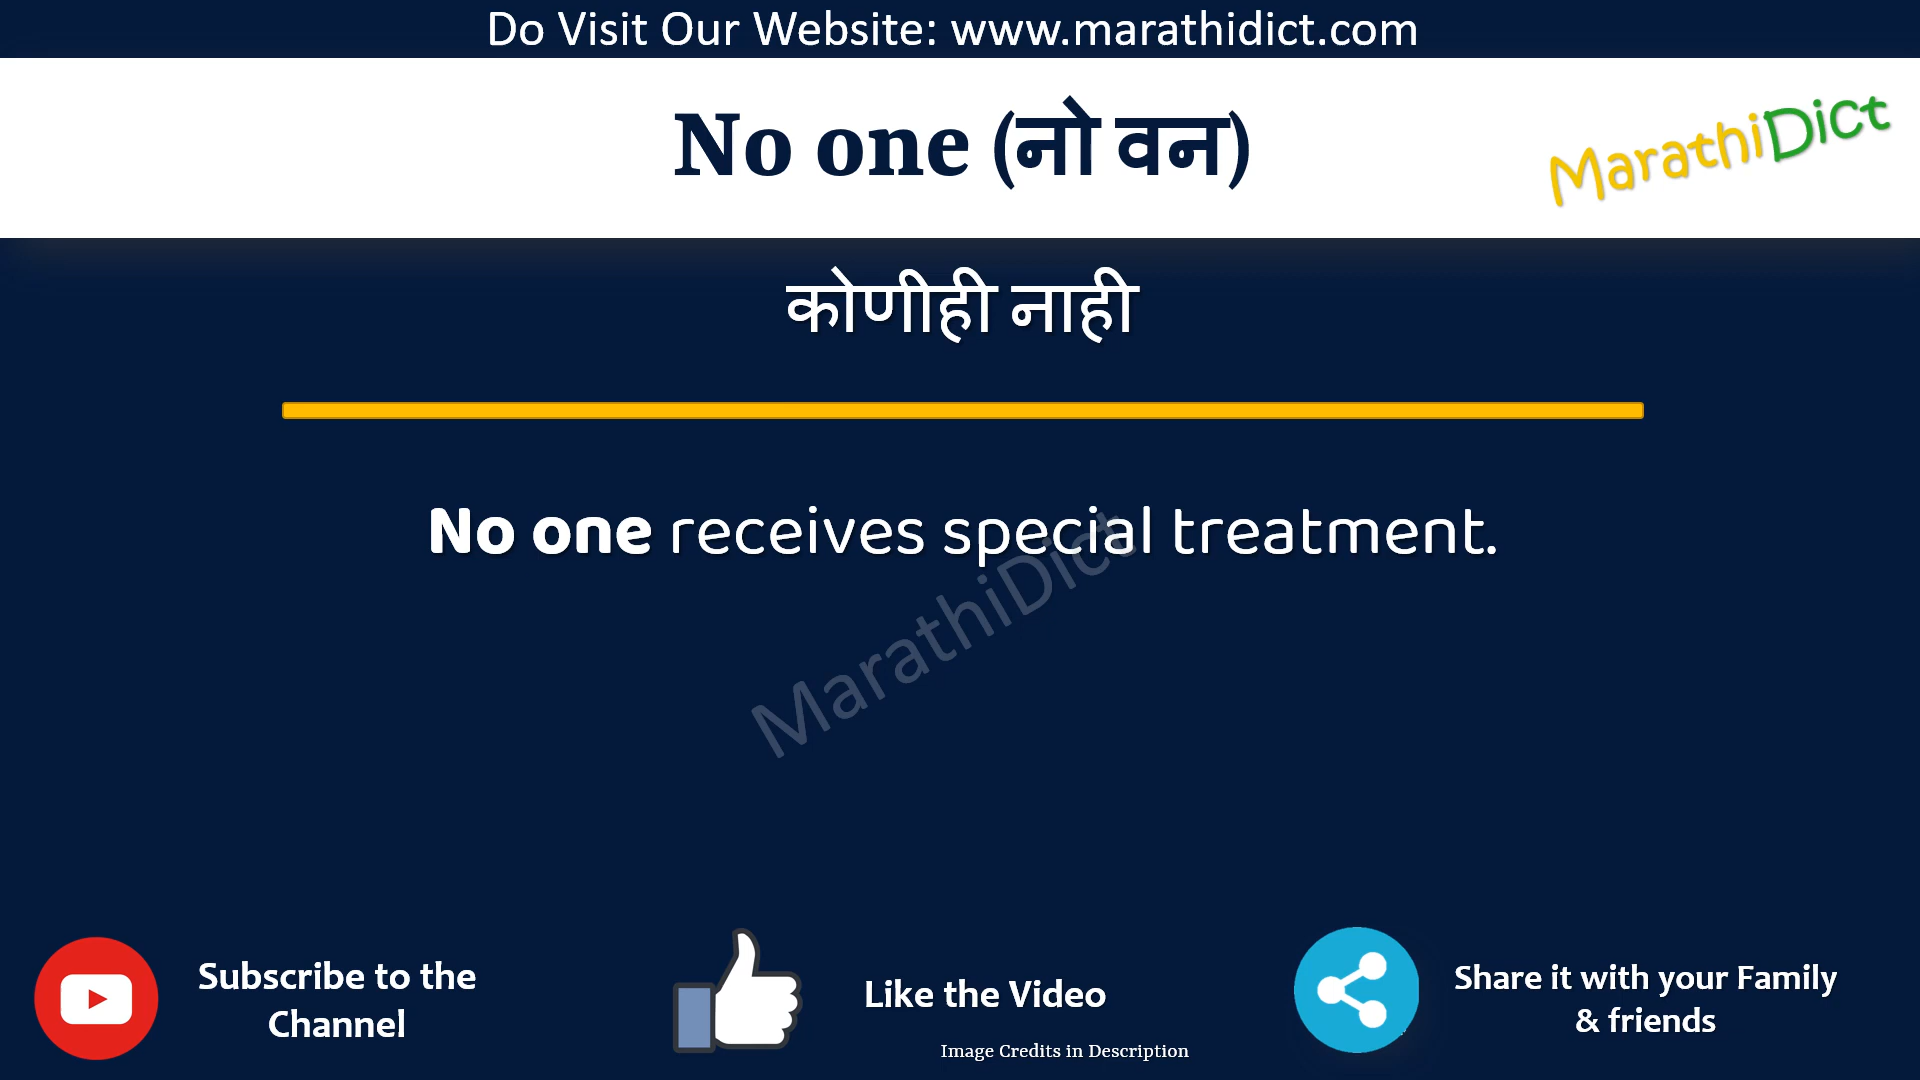 Do Visit Our Website: www.marathidict.com
No one (नो वन)
MarathiDict
कोणीही नाही
No one receives special treatment.
MarathiDict
Subscribe to the
Channel
Like the Video
Share it with your Family
& friends
Image Credits in Description